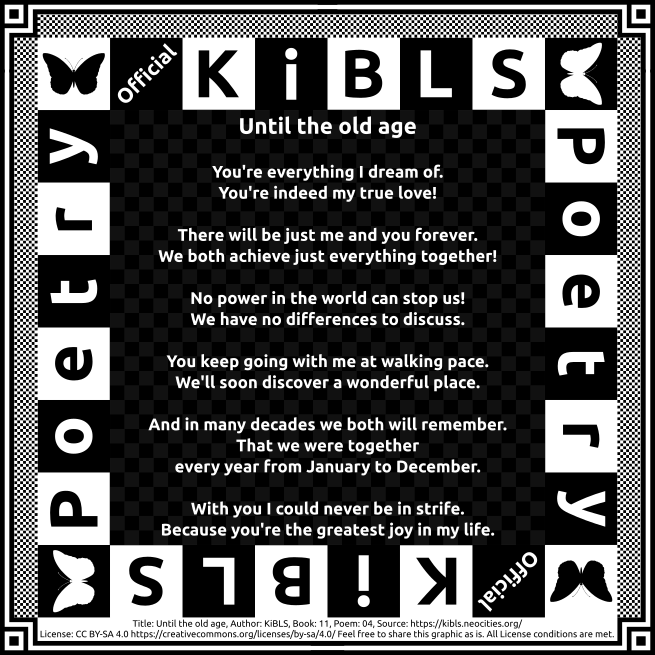 Official KiBLS
Poetry
Poetry
Until the old age
You're everything I dream of.
You're indeed my true love!
There will be just me and you forever.
We both achieve just everything together!
No power in the world can stop us!
We have no differences to discuss.
You keep going with me at walking pace.
We'll soon discover a wonderful place.
And in many decades we both will remember.
That we were together
every year from January to December.
With you I could never be in strife.
Because you're the greatest joy in my life.
Official KiBLS
Title: Until the old age, Author: KiBLS, Book: 11, Poem: 04, Source: https://kibls.neocities.org/
License: CC BY-SA 4.0 https://creativecommons.org/licenses/by-sa/4.0/ Feel free to share this graphic as is. All License conditions are met.